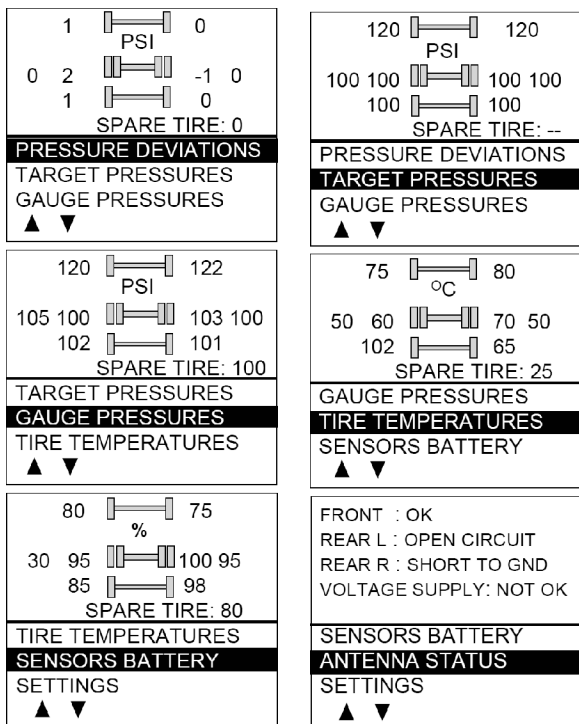 1 0
PSI
0 2 -1 0
1 0
SPARE TIRE: 0
PRESSURE DEVIATIONS
TARGET PRESSURES
GAUGE PRESSURES
120 120
PSI
100 100 100 100
100 100
SPARE TIRE: --
PRESSURE DEVIATIONS
TARGET PRESSURES
GAUGE PRESSURES
120 122
PSI
105 100 103 100
102 101
SPARE TIRE: 100
TARGET PRESSURES
GAUGE PRESSURES
TIRE TEMPERATURES
75 80
°C
50 60 70 50
102 65
SPARE TIRE: 25
GAUGE PRESSURES
TIRE TEMPERATURES
SENSORS BATTERY
80 75
%
30 95 100 95
85 98
SPARE TIRE: 80
TIRE TEMPERATURES
SENSORS BATTERY
SETTINGS
FRONT : OK
REAR L : OPEN CIRCUIT
REAR R : SHORT TO GND
VOLTAGE SUPPLY: NOT OK
SENSORS BATTERY
ANTENNA STATUS
SETTINGS